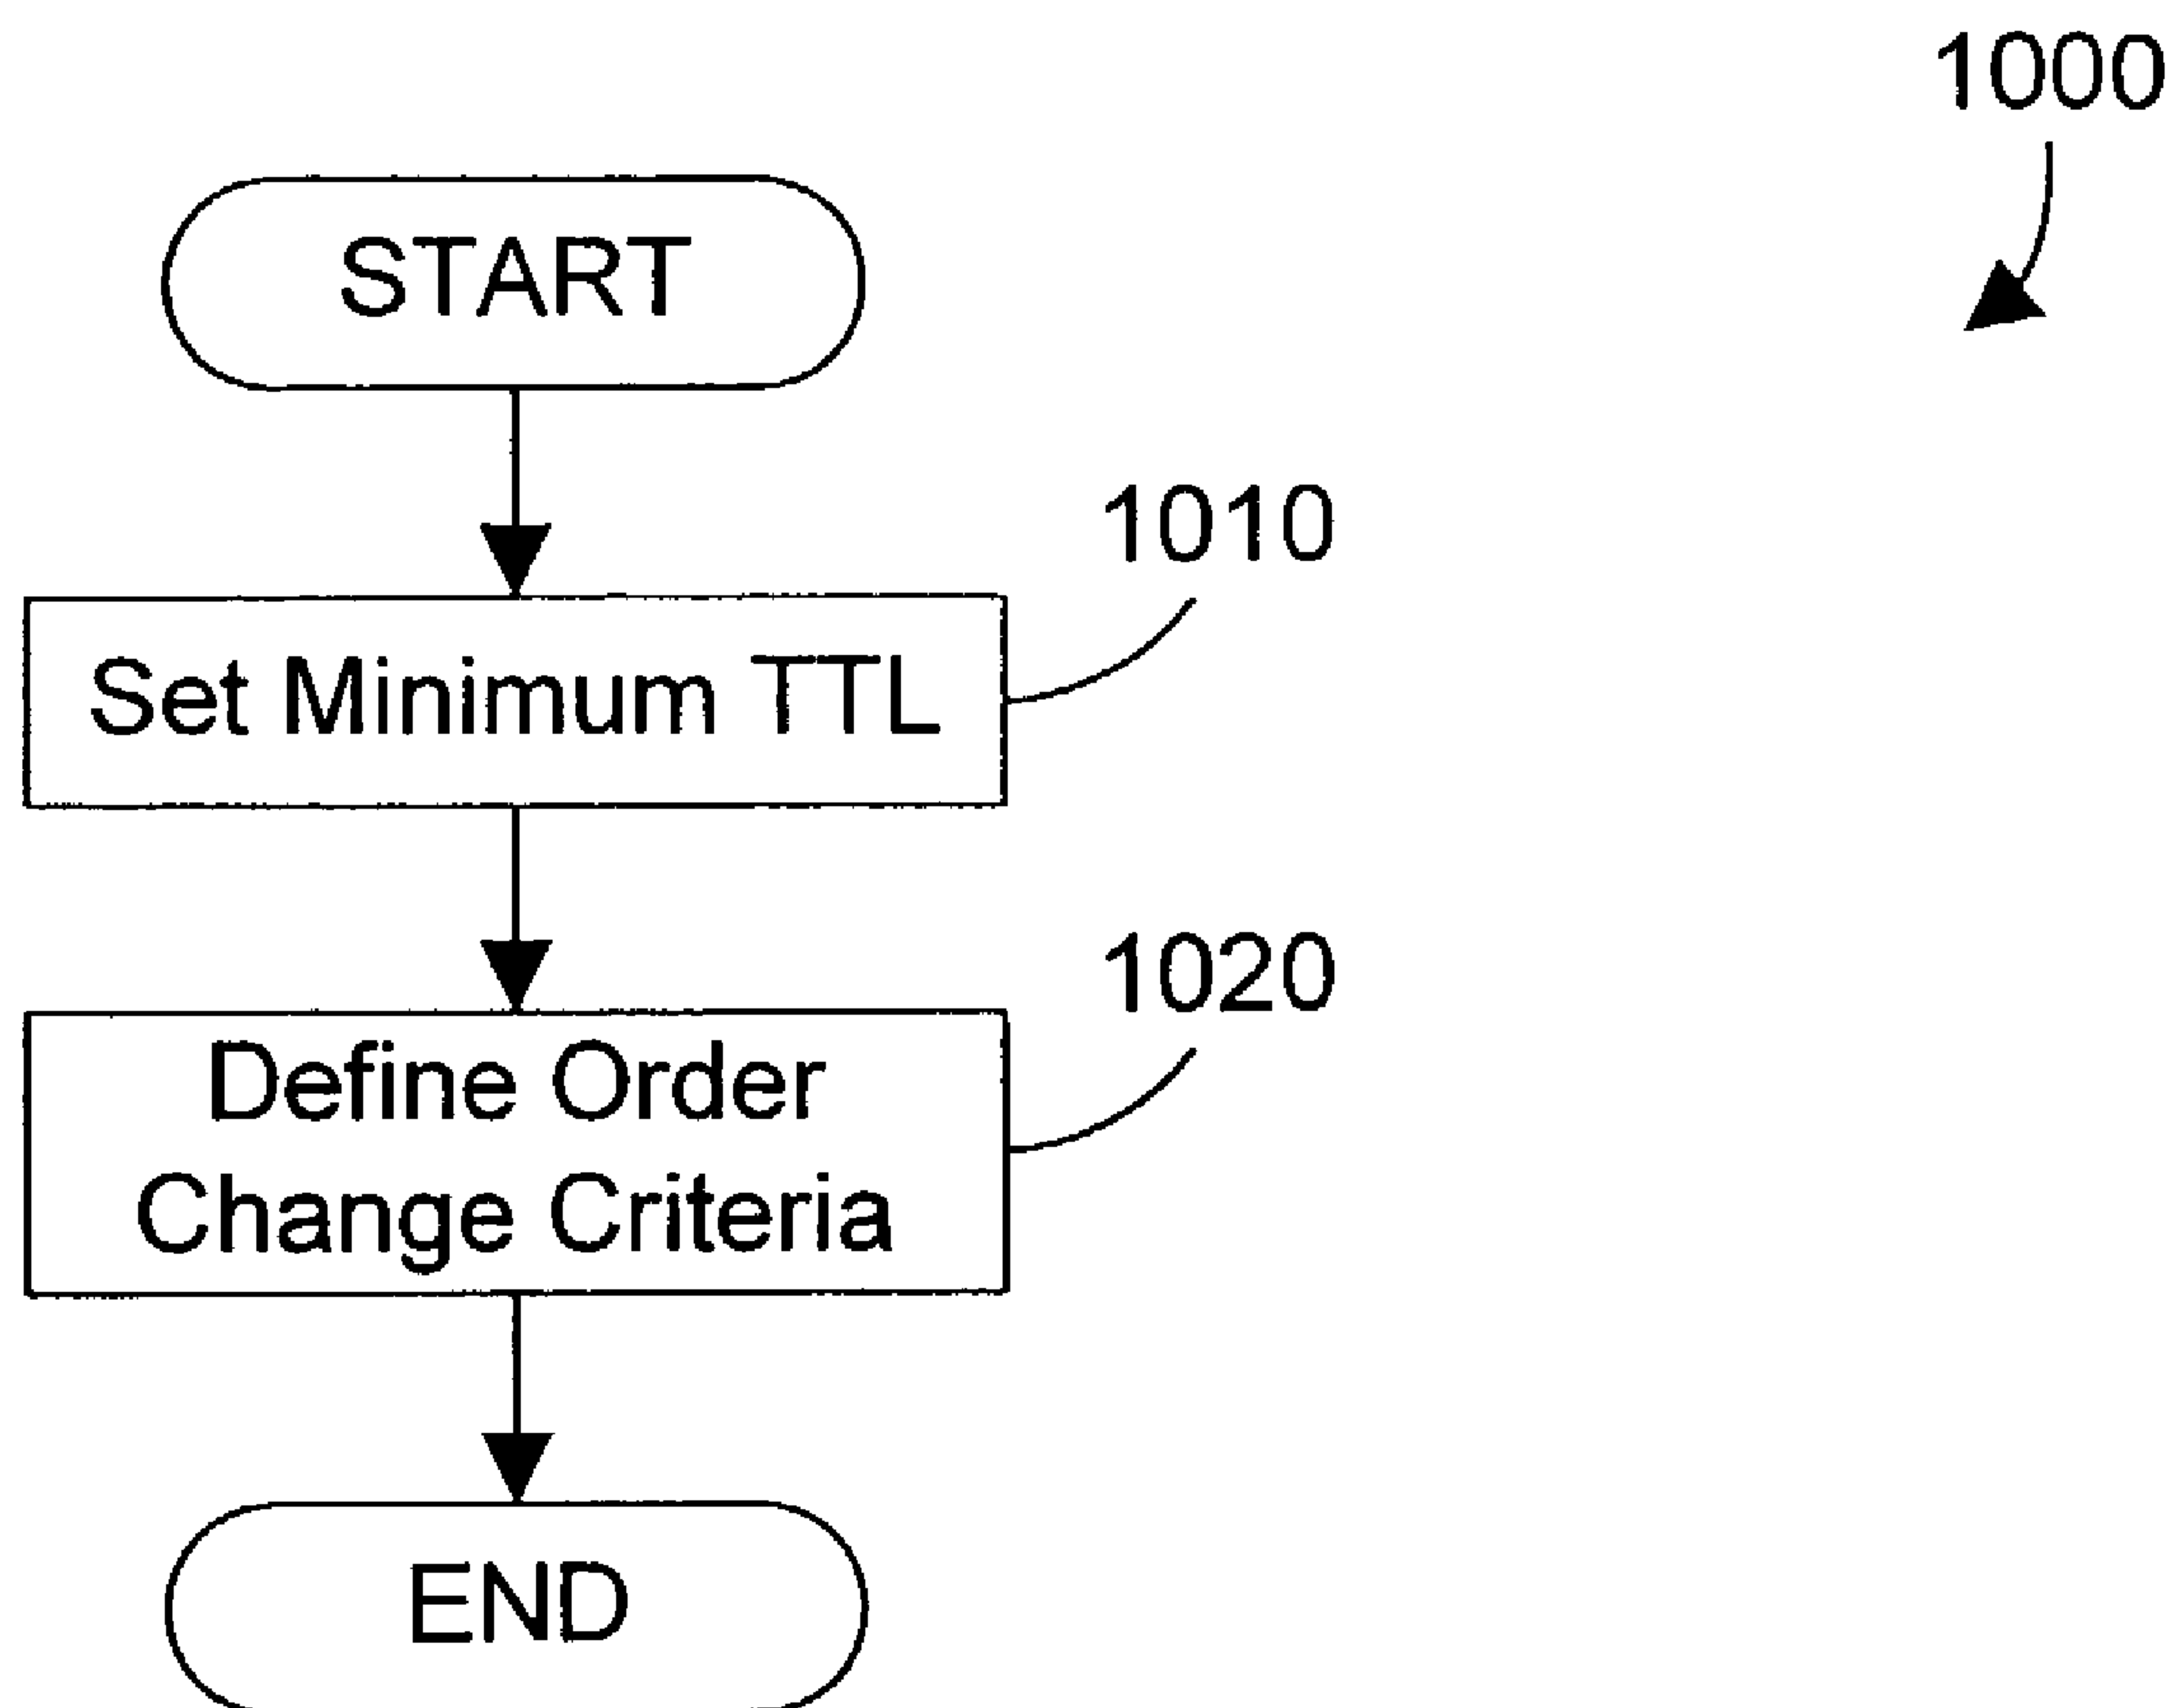 1000
START
1010
Set Minimum TTL
1020
Define Order
Change Criteria
END